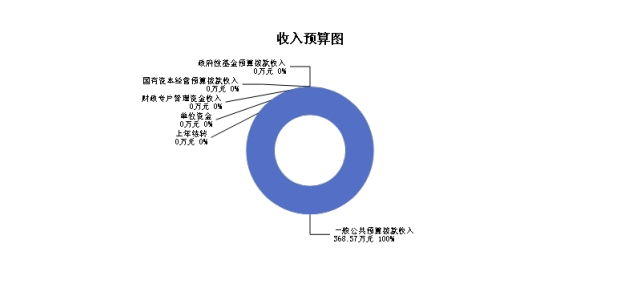 收入预算图
政府性基金预算拨款收入
0万元 0%
国有资本经营预算拨款收入
0万元 0%
财政专户管理资金收入
0万元 0%
单位资金
0万元 0%
上年结转
0万元 0%
一般公共预算拨款收入
368.57万元 100%